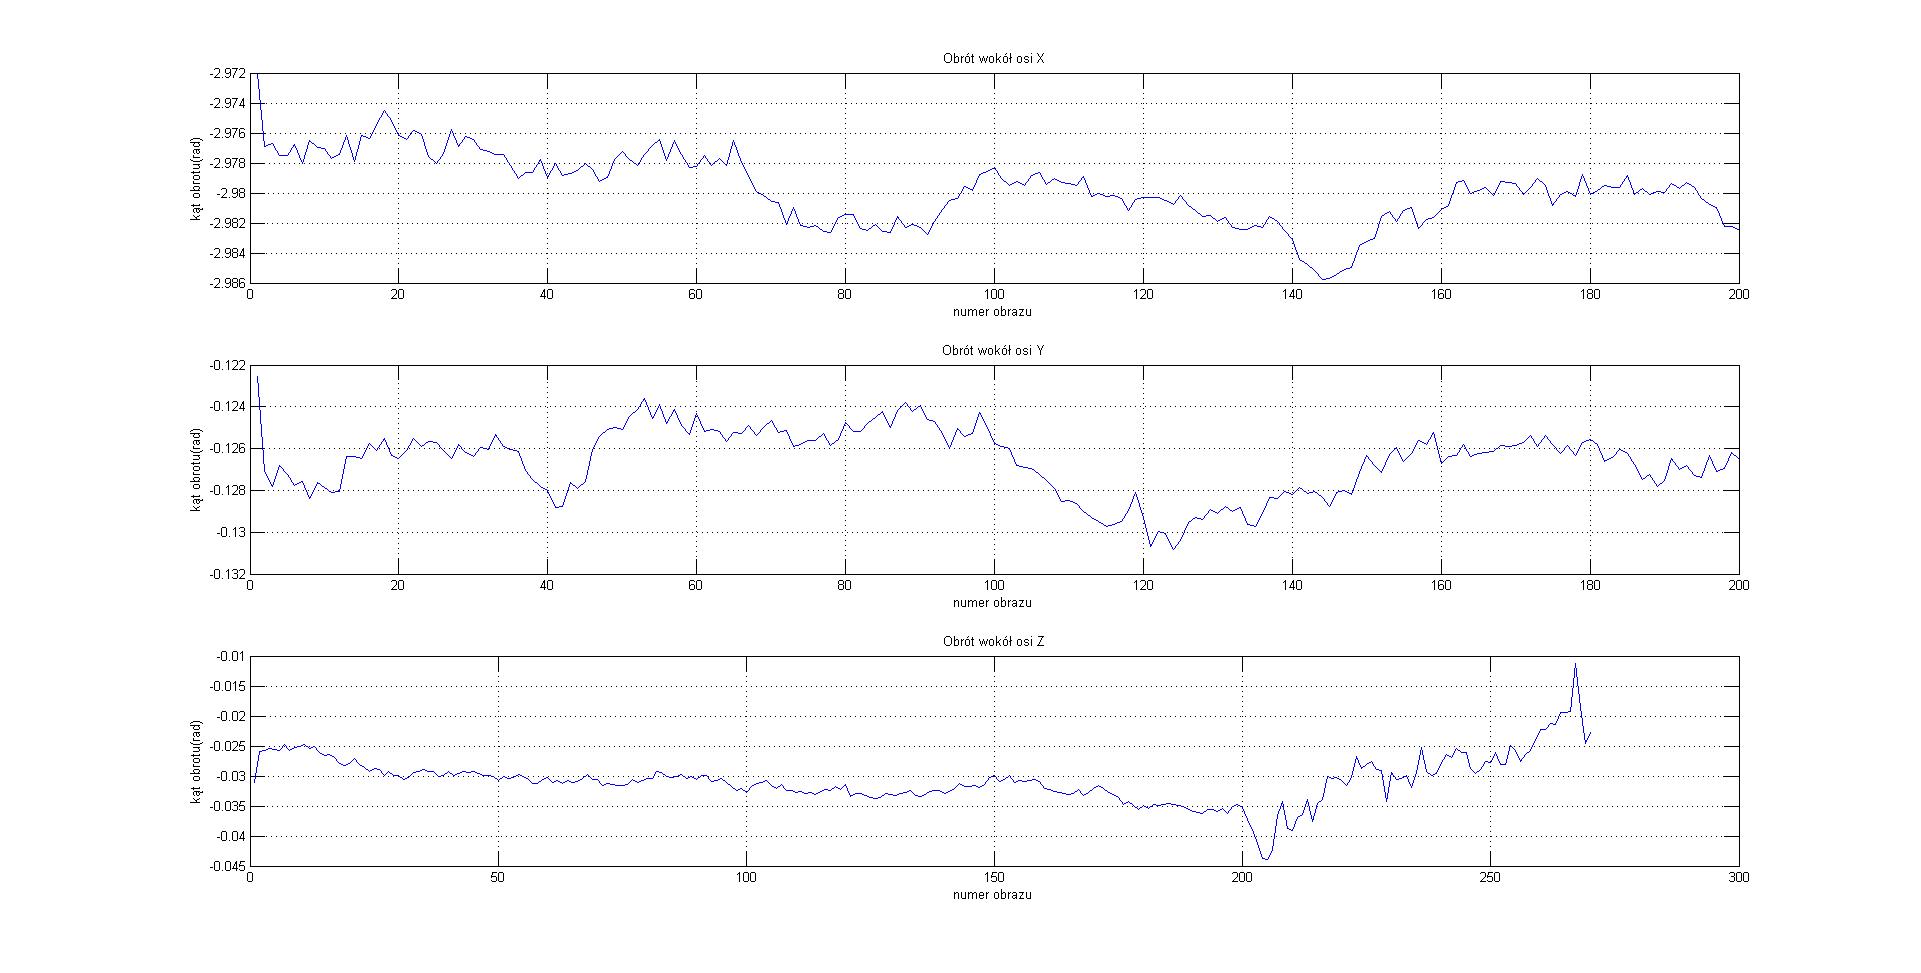 Obrót wokół osi X
-2.972
-2.974
-2.976
-2.978
-2.98
-2.982
-2.984
-2.986
kąt obrotu(rad)
0 20 40 60 80 100 120 140 160 180 200
numer obrazu
Obrót wokół osi Y
-0.122
-0.124
-0.126
-0.128
-0.13
-0.132
kąt obrotu(rad)
0 20 40 60 80 100 120 140 160 180 200
numer obrazu
Obrót wokół osi Z
-0.01
-0.015
-0.02
-0.025
-0.03
-0.035
-0.04
-0.045
kąt obrotu(rad)
0 50 100 150 200 250 300
numer obrazu